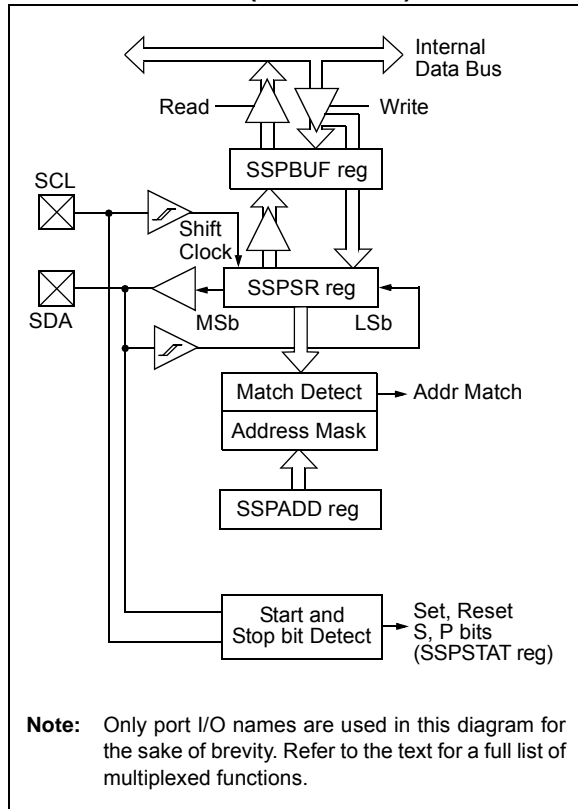 Internal
Data Bus
Read
Write
SSPBUF reg
SCL
Shift
Clock
SSPSR reg
SDA
MSb
LSb
Match Detect
Addr Match
Address Mask
SSPADD reg
Start and
Stop bit Detect
Set, Reset
S, P bits
(SSPSTAT reg)
Note: Only port I/O names are used in this diagram for
the sake of brevity. Refer to the text for a full list of
multiplexed functions.